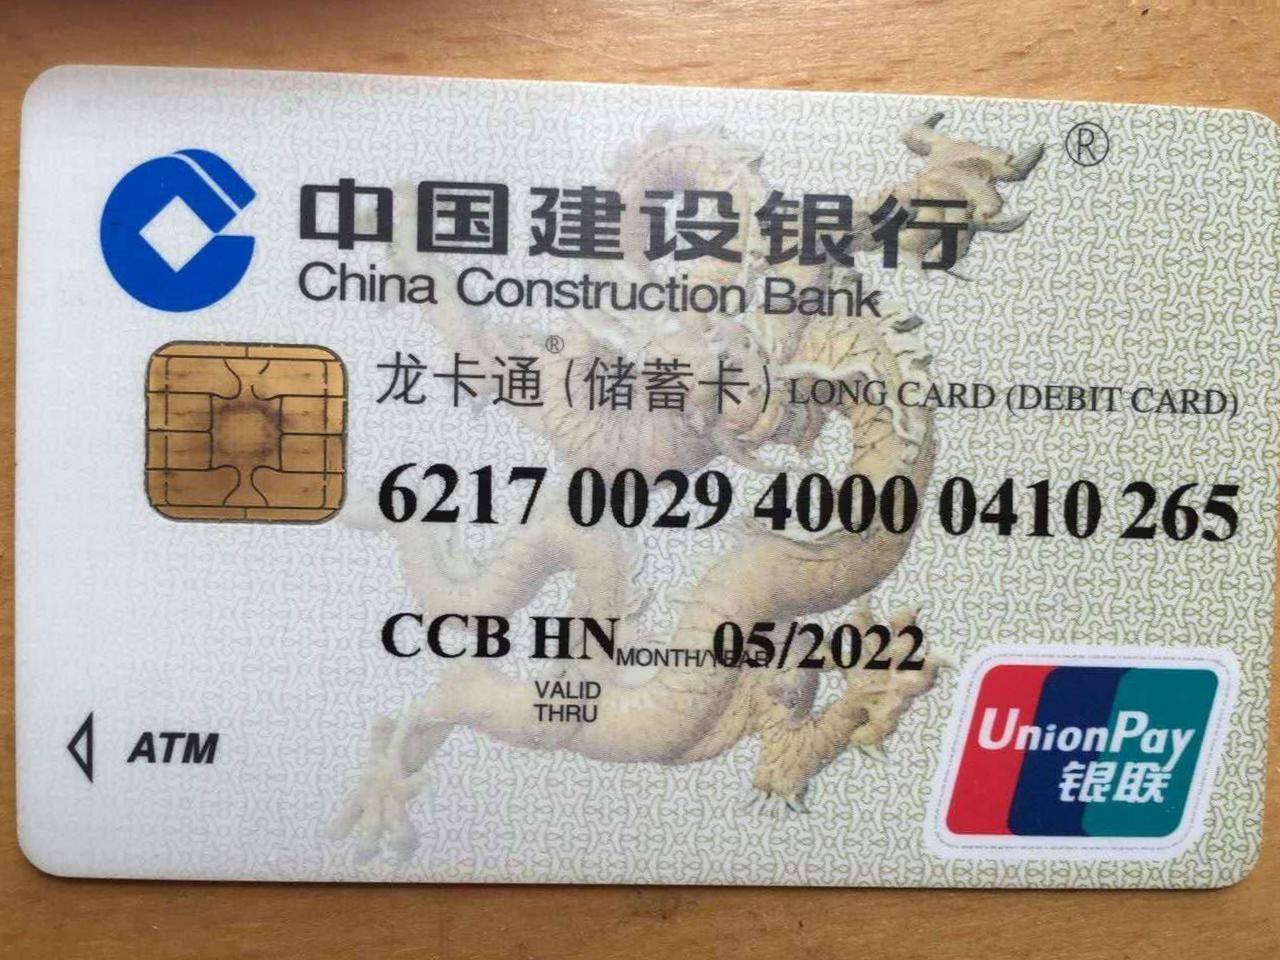 ®
中国建设银行
China Construction Bank
龙卡通®(储蓄卡) LONG CARD (DEBIT CARD)
6217 0029 4000 0410 265
CCB HN MONTH/YEAR 05/2022
VALID
THRU
ATM
UnionPay
银联